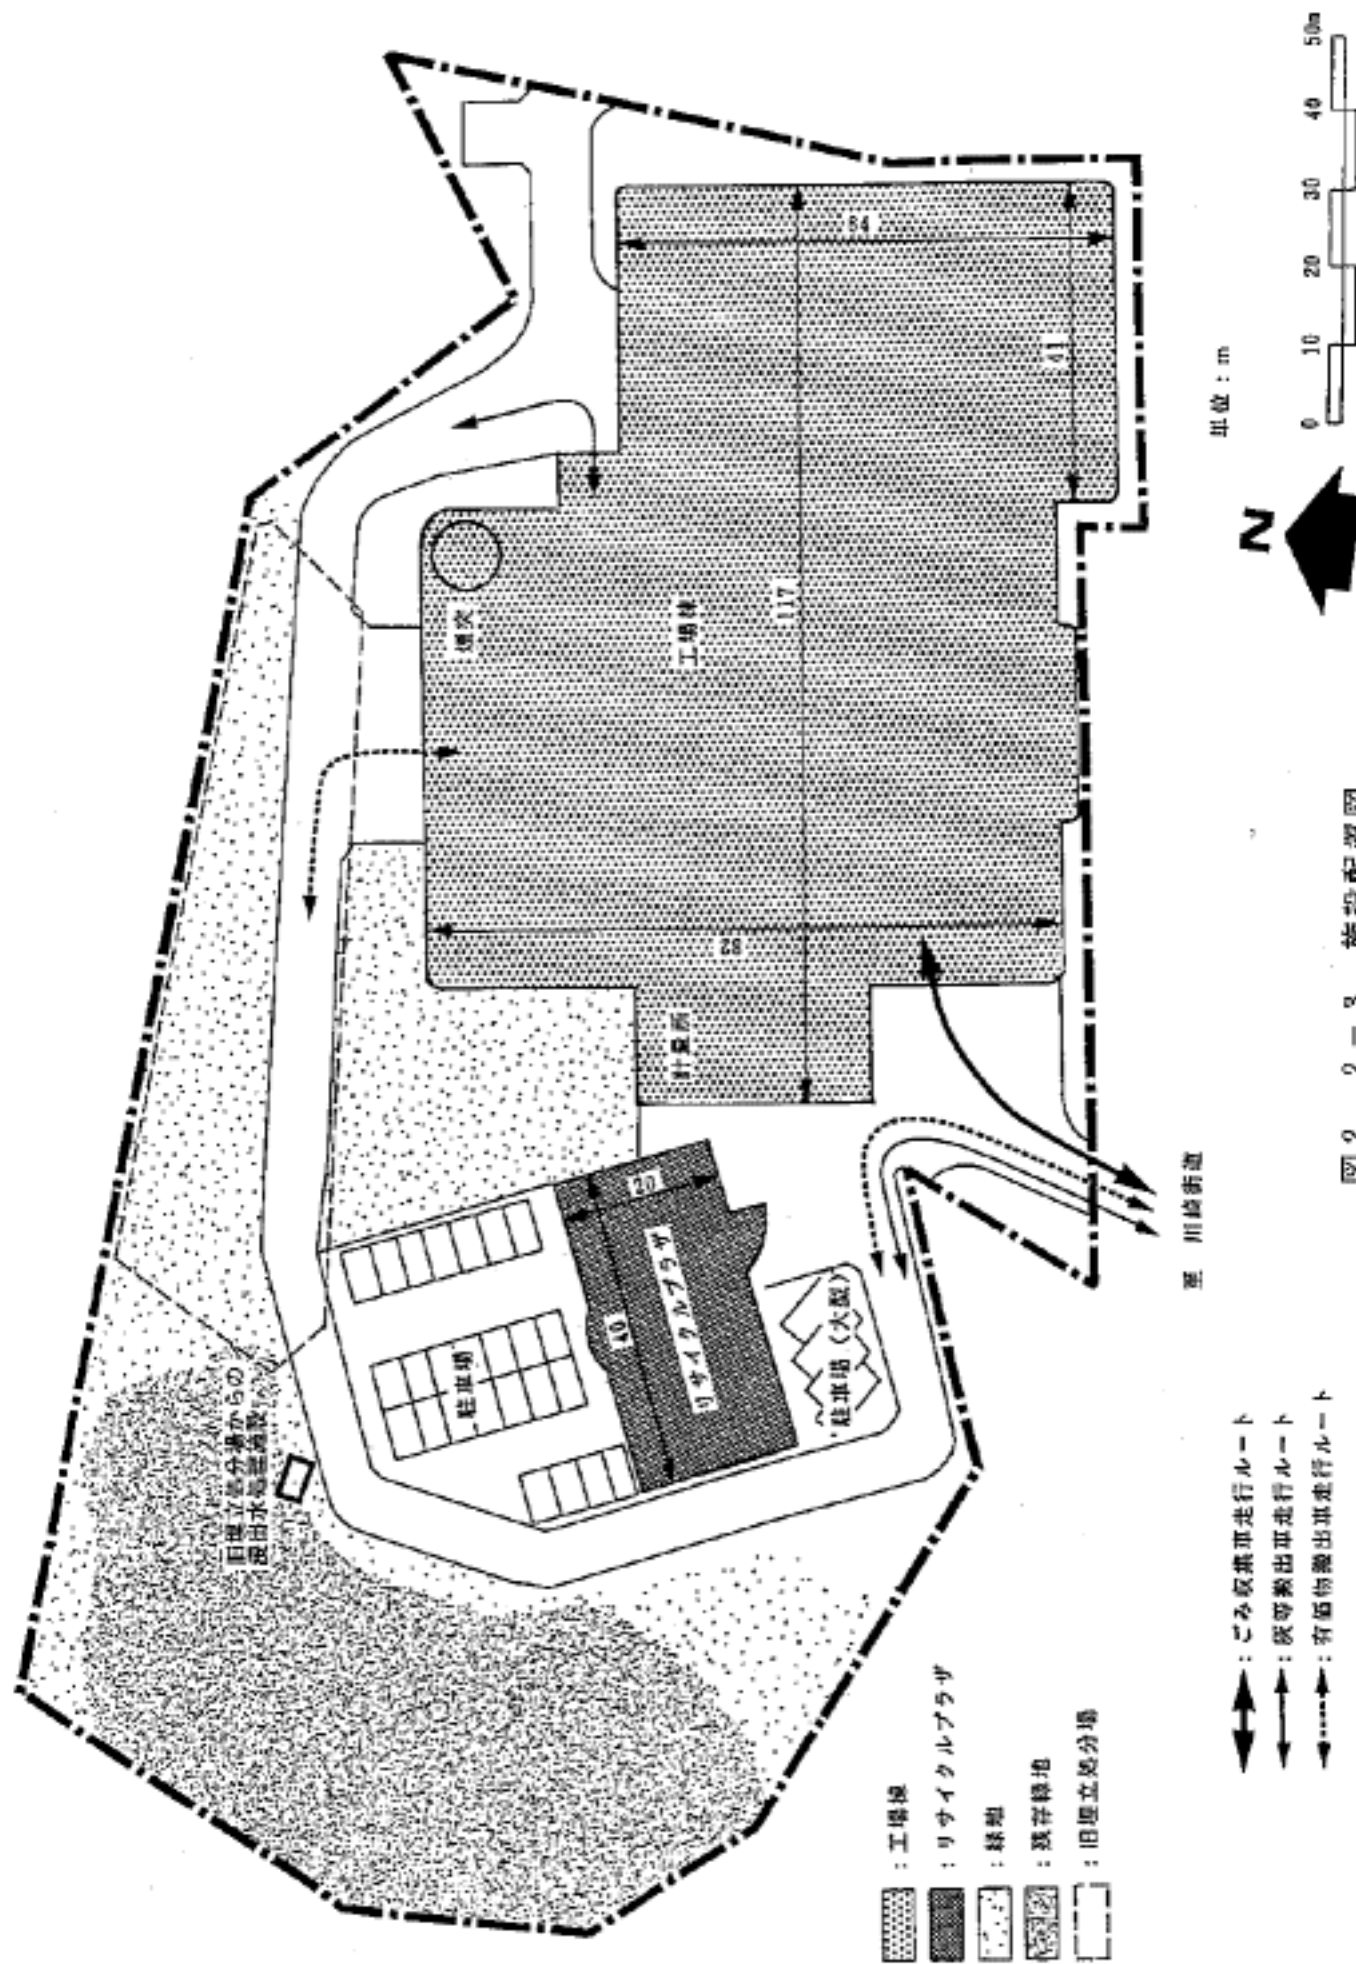 旧埋立処分場からの
浸出水処理施設
駐車場
リサイクルプラザ
40
20
駐車場（大型）
計量所
煙突
工場棟
117
82
64
41
至 川崎街道
単位：m
N
0 10 20 30 40 50m
：工場棟
：リサイクルプラザ
：緑地
：残存緑地
：旧埋立処分場
：ごみ収集車走行ルート
：灰等搬出車走行ルート
：有価物搬出車走行ルート
施設配置図